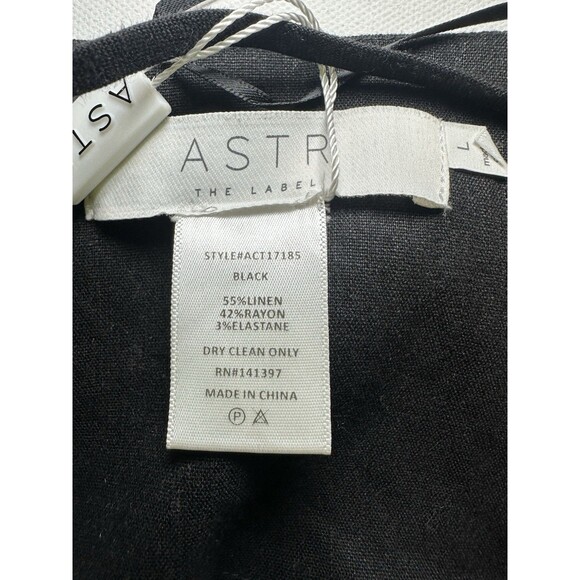 AST
ASTR
THE LABEL
L
STYLE#ACT17185
BLACK
55%LINEN
42%RAYON
3%ELASTANE
DRY CLEAN ONLY
RN#141397
MADE IN CHINA
P